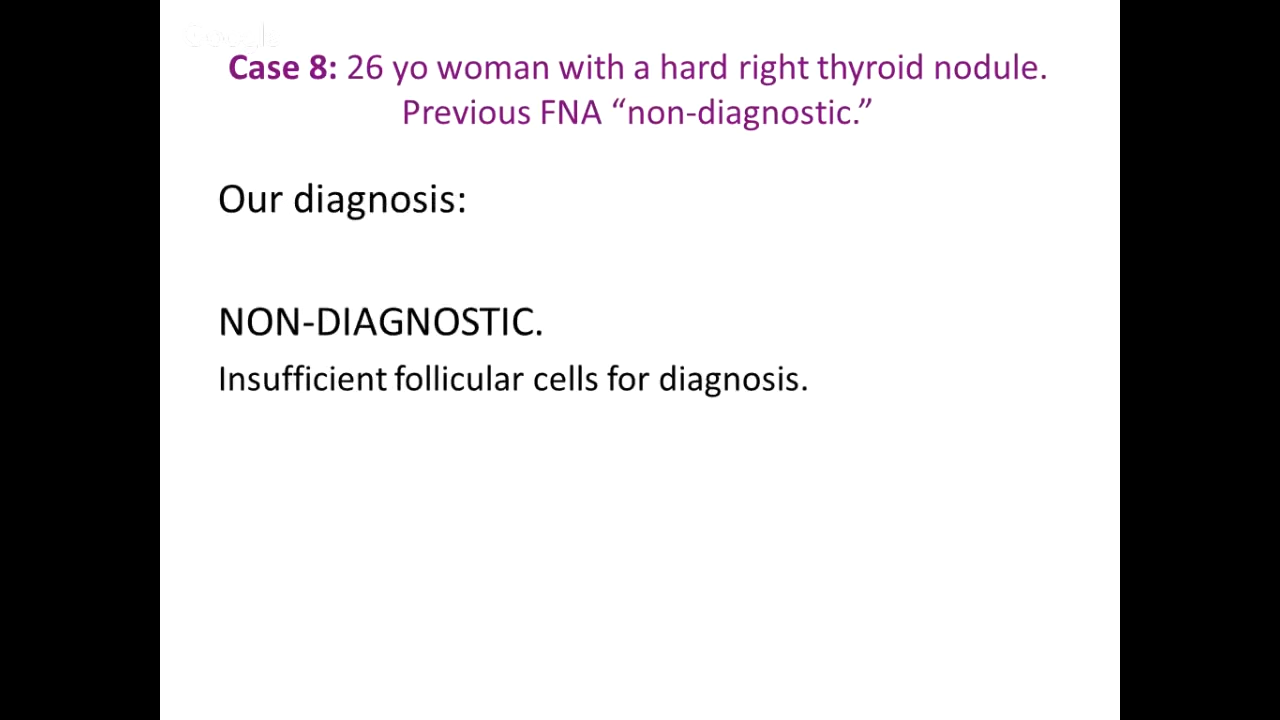 Google
Case 8: 26 yo woman with a hard right thyroid nodule.
Previous FNA “non-diagnostic.”
Our diagnosis:
NON-DIAGNOSTIC.
Insufficient follicular cells for diagnosis.